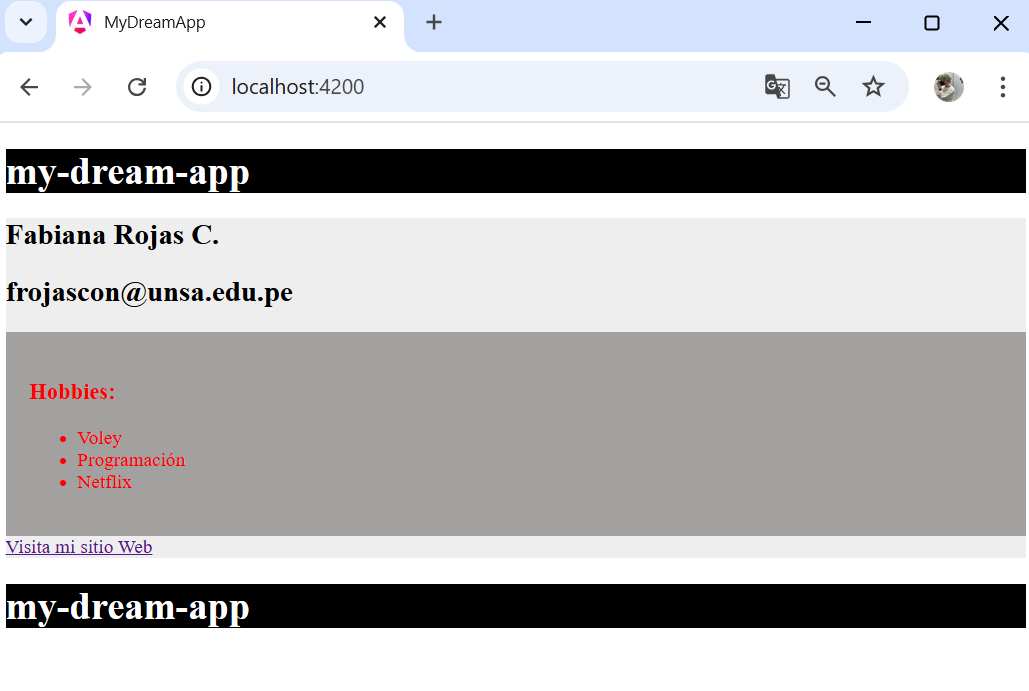 MyDreamApp
localhost:4200
my-dream-app
Fabiana Rojas C.
frojascon@unsa.edu.pe
Hobbies:
Voley
Programación
Netflix
Visita mi sitio Web
my-dream-app